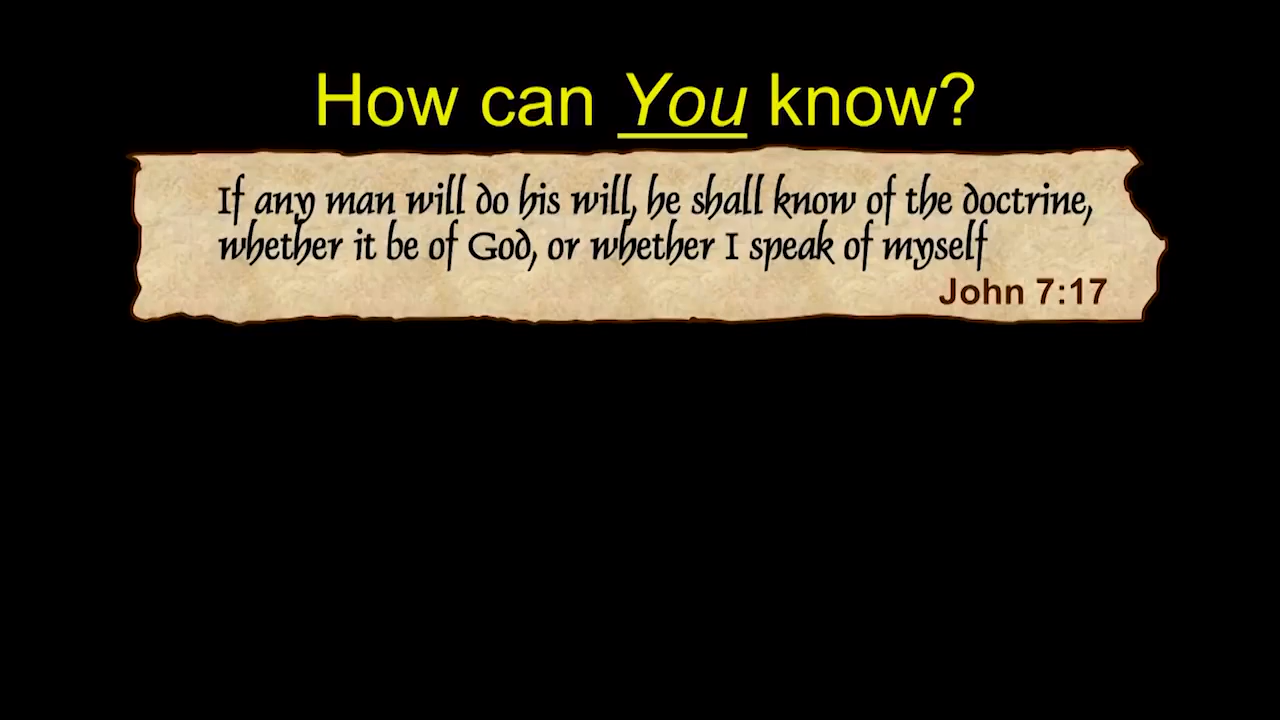 How can You know?
If any man will do his will, he shall know of the doctrine,
whether it be of God, or whether I speak of myself
John 7:17